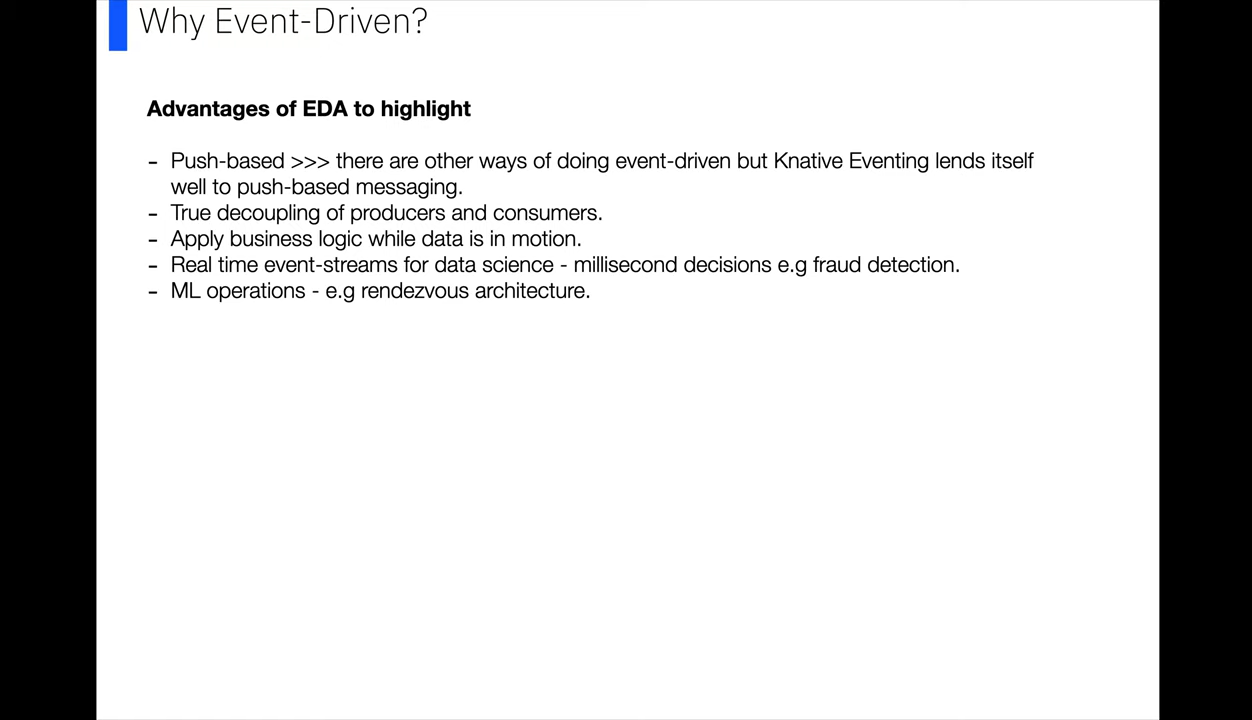 Why Event-Driven?
Advantages of EDA to highlight
- Push-based >>> there are other ways of doing event-driven but Knative Eventing lends itself
well to push-based messaging.
- True decoupling of producers and consumers.
- Apply business logic while data is in motion.
- Real time event-streams for data science - millisecond decisions e.g fraud detection.
- ML operations - e.g rendezvous architecture.